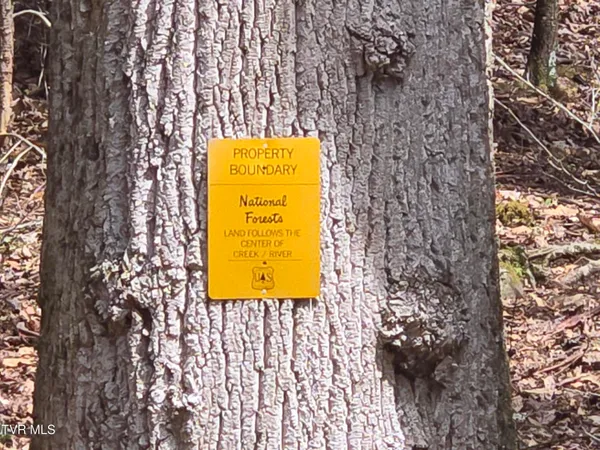 PROPERTY
BOUNDARY
National
Forests
LAND FOLLOWS THE
CENTER OF
CREEK / RIVER
U S
TVR MLS